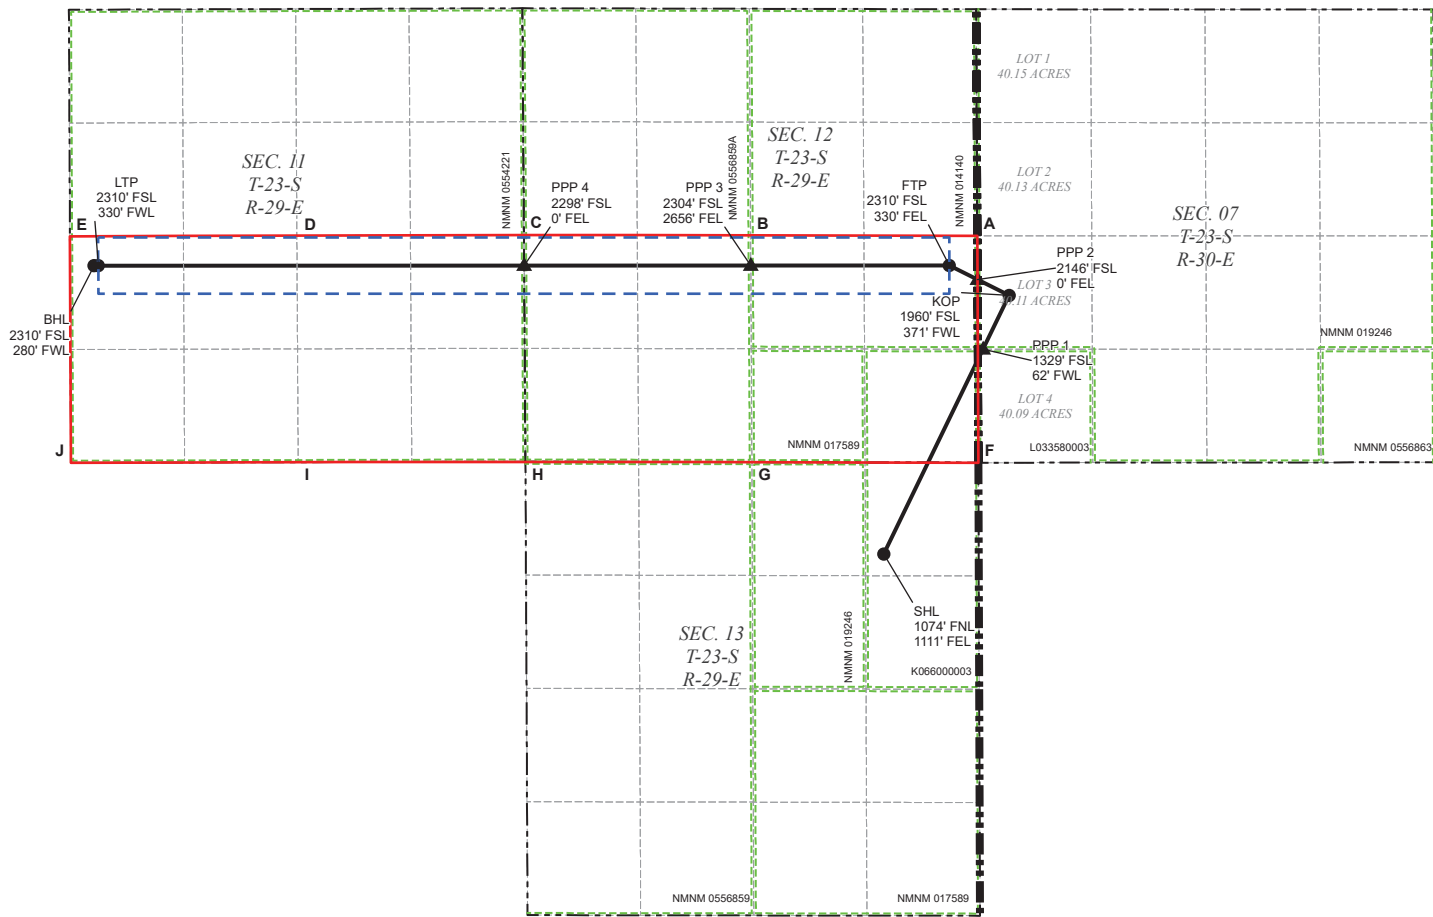 LOT 1
40.15 ACRES
SEC. 12
T-23-S
R-29-E
SEC. 11
T-23-S
R-29-E
NMNM 0554221
NMNM 0556859A
NMNM 014140
LOT 2
40.13 ACRES
LTP
2310' FSL
330' FWL
PPP 4
2298' FSL
0' FEL
PPP 3
2304' FSL
2656' FEL
FTP
2310' FSL
330' FEL
SEC. 07
T-23-S
R-30-E
E
D
C
B
A
PPP 2
2146' FSL
0' FEL
LOT 3
40.11 ACRES
KOP
1960' FSL
371' FWL
BHL
2310' FSL
280' FWL
NMNM 019246
PPP 1
1329' FSL
62' FWL
LOT 4
40.09 ACRES
NMNM 017589
L033580003
NMNM 0556863
J
I
H
G
F
SHL
1074' FNL
1111' FEL
SEC. 13
T-23-S
R-29-E
NMNM 019246
K066000003
NMNM 0556859
NMNM 017589